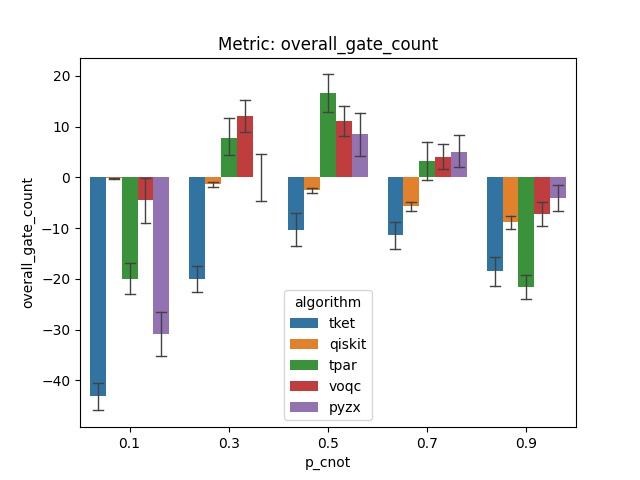 Metric: overall_gate_count
overall_gate_count
20
10
0
−10
−20
−30
−40
algorithm
tket
qiskit
tpar
voqc
pyzx
0.1 0.3 0.5 0.7 0.9
p_cnot